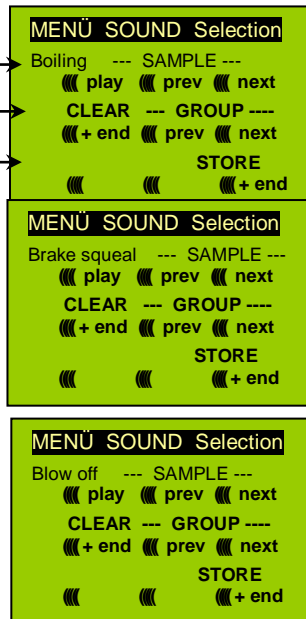 MENÜ SOUND Selection
Boiling --- SAMPLE ---
((((( play ((((( prev ((((( next
CLEAR --- GROUP ----
(((((+ end ((((( prev ((((( next
STORE
((((( ((((( (((((+ end
MENÜ SOUND Selection
Brake squeal --- SAMPLE ---
((((( play ((((( prev ((((( next
CLEAR --- GROUP ----
(((((+ end ((((( prev ((((( next
STORE
((((( ((((( (((((+ end
MENÜ SOUND Selection
Blow off --- SAMPLE ---
((((( play ((((( prev ((((( next
CLEAR --- GROUP ----
(((((+ end ((((( prev ((((( next
STORE
((((( ((((( (((((+ end